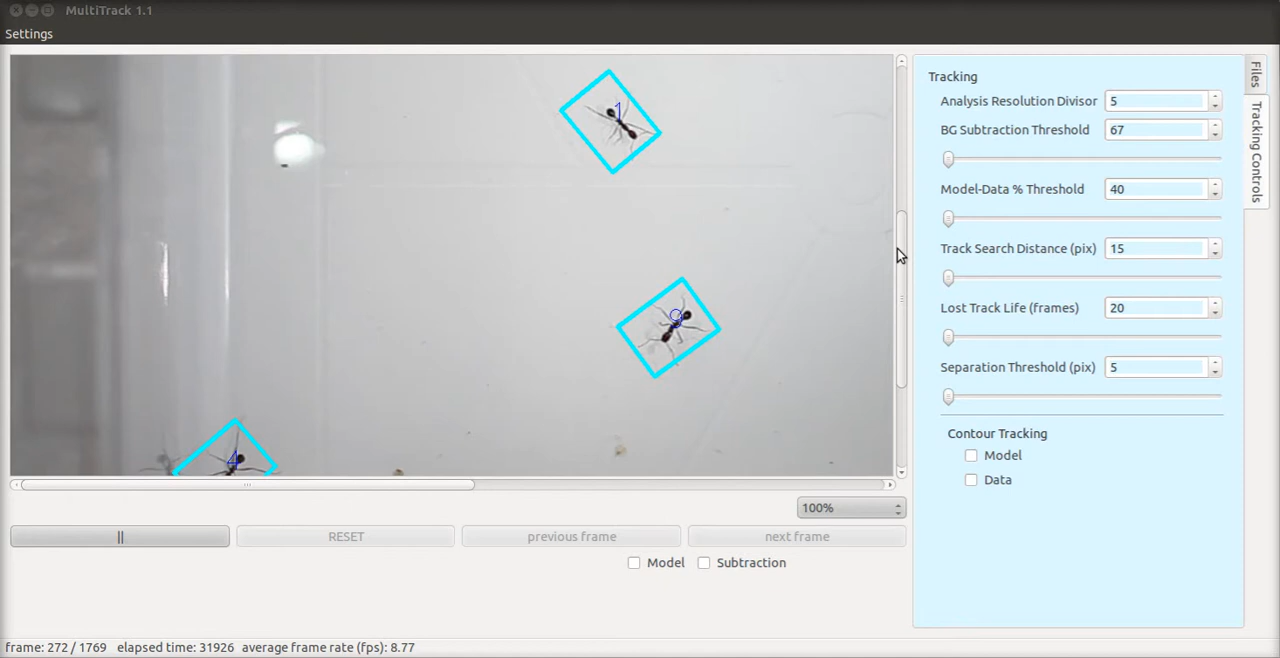 MultiTrack 1.1
Settings
1
9
4
100%
||
RESET
previous frame
next frame
Model
Subtraction
frame: 272 / 1769 elapsed time: 31926 average frame rate (fps): 8.77
Tracking
Analysis Resolution Divisor 5
BG Subtraction Threshold 67
Model-Data % Threshold 40
Track Search Distance (pix) 15
Lost Track Life (frames) 20
Separation Threshold (pix) 5
Contour Tracking
Model
Data
Files
Tracking Controls